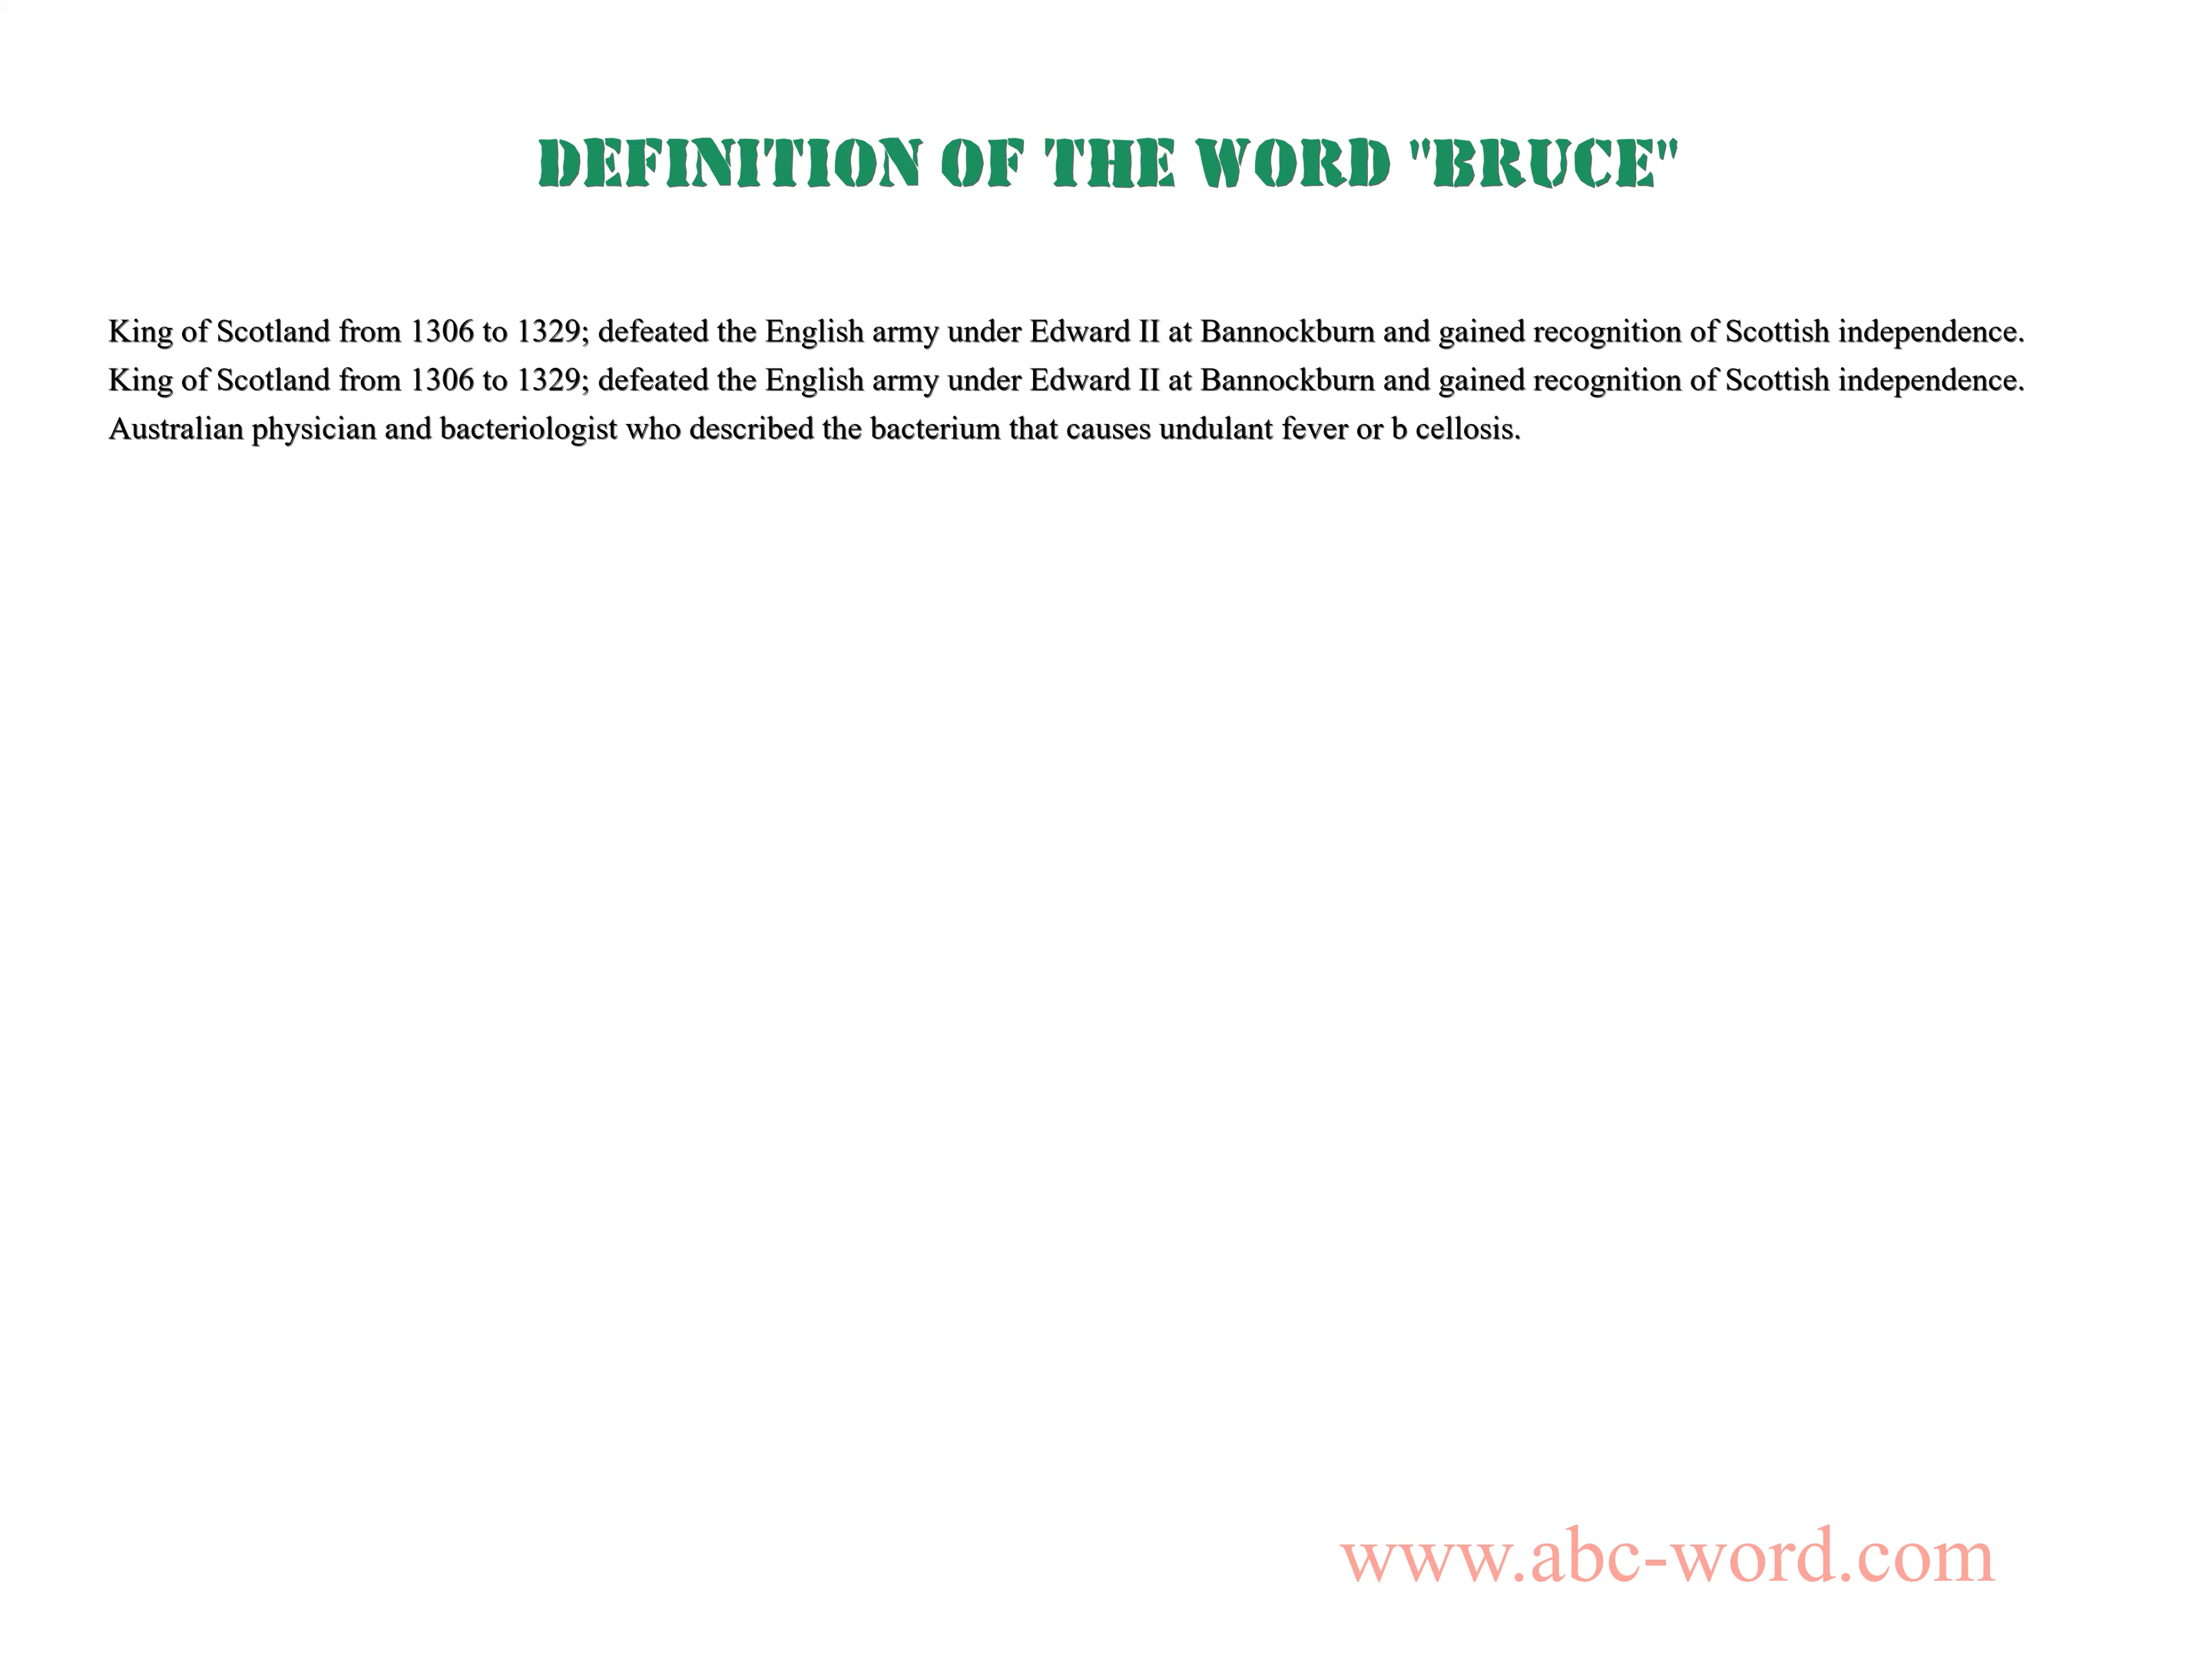 DEFINITION OF THE WORD "BRUCE"
King of Scotland from 1306 to 1329; defeated the English army under Edward II at Bannockburn and gained recognition of Scottish independence.
King of Scotland from 1306 to 1329; defeated the English army under Edward II at Bannockburn and gained recognition of Scottish independence.
Australian physician and bacteriologist who described the bacterium that causes undulant fever or b cellosis.
www.abc-word.com